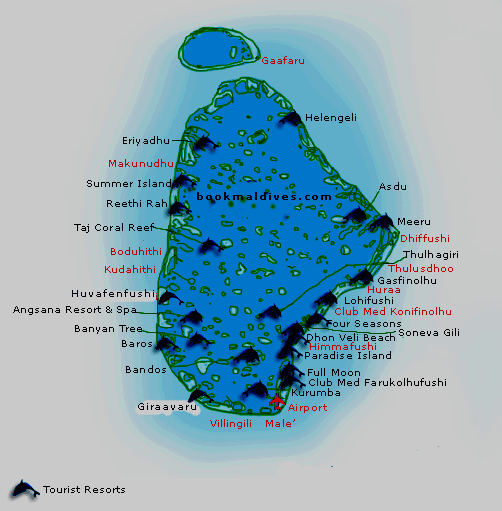 Gaafaru
Helengeli
Eriyadhu
Makunudhu
Summer Island
Asdu
bookmaldives.com
Reethi Rah
Meeru
Taj Coral Reef
Dhiffushi
Boduhithi
Thulhagiri
Kudahithi
Thulusdhoo
Gasfinolhu
Huraa
Huvafenfushi
Lohifushi
Angsana Resort & Spa
Club Med Konifinolhu
Four Seasons
Banyan Tree
Soneva Gili
Dhon Veli Beach
Baros
Himmafushi
Paradise Island
Bandos
Full Moon
Club Med Farukolhufushi
Kurumba
Giraavaru
Airport
Villingili
Male'
Tourist Resorts